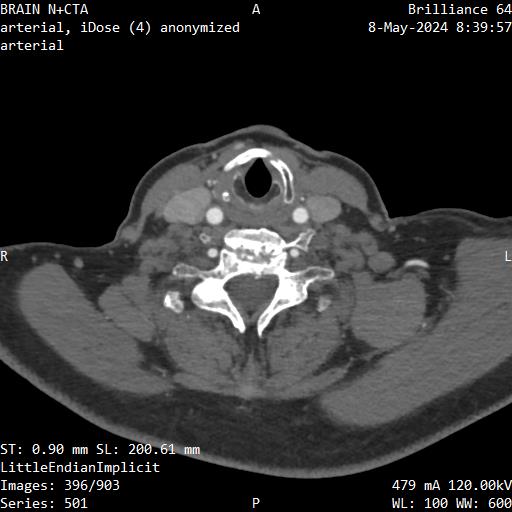 BRAIN N+CTA
A
Brilliance 64
arterial, iDose (4) anonymized
8-May-2024 8:39:57
arterial
R
L
ST: 0.90 mm SL: 200.61 mm
LittleEndianImplicit
Images: 396/903
479 mA 120.00kV
Series: 501
P
WL: 100 WW: 600